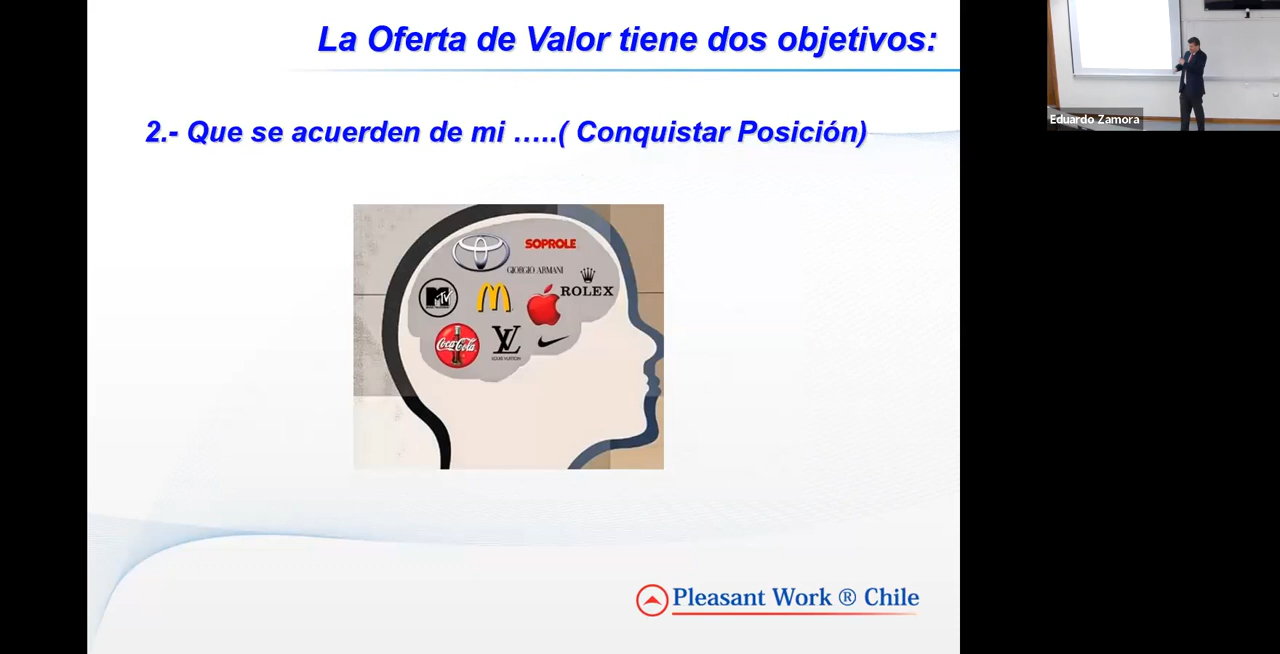 La Oferta de Valor tiene dos objetivos:
2.- Que se acuerden de mi …..( Conquistar Posición)
SOPROLE
GIORGIO ARMANI
MTV
M
ROLEX
Coca-Cola
LV
LOUIS VUITTON
Pleasant Work ® Chile
Eduardo Zamora